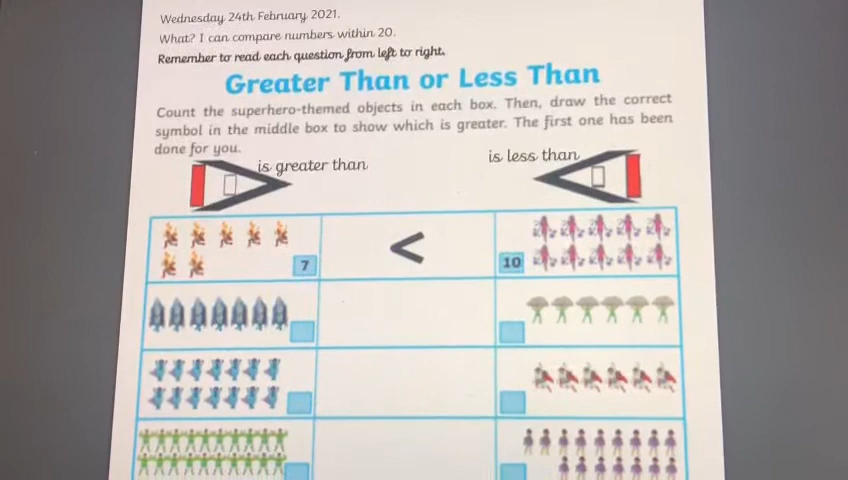 Wednesday 24th February 2021.
What? I can compare numbers within 20.
Remember to read each question from left to right.
Greater Than or Less Than
Count the superhero-themed objects in each box. Then, draw the correct
symbol in the middle box to show which is greater. The first one has been
done for you.
is greater than
is less than
7
<
10